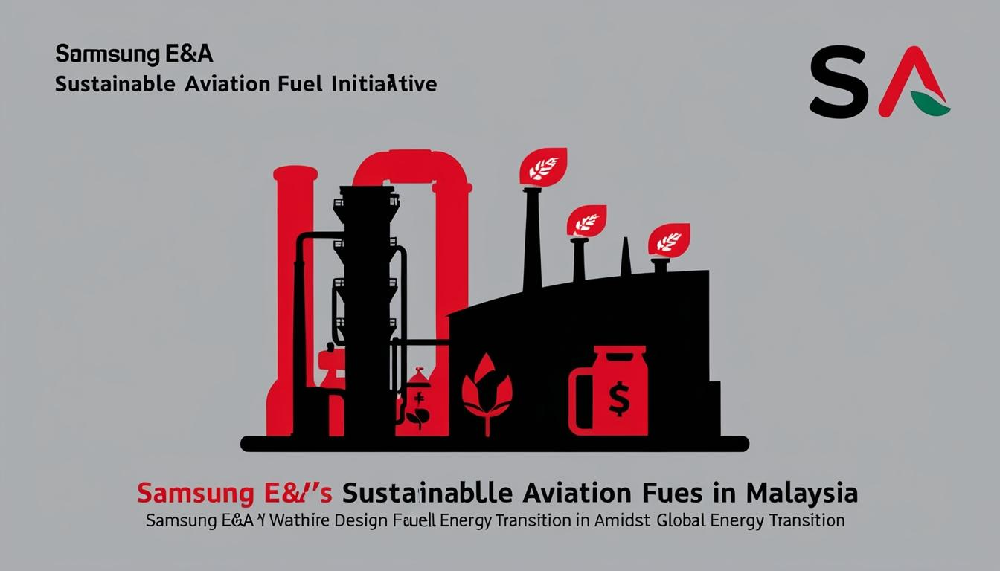 Samsung E&A
Sustainable Aviation Fuel Initiative
SA
$
Samsung E&/"s Sustainablle Aviation Fues in Malaysia
Samsung E&A Wathire Design Fauell Energy Transition in Amidst Global Energy Transition